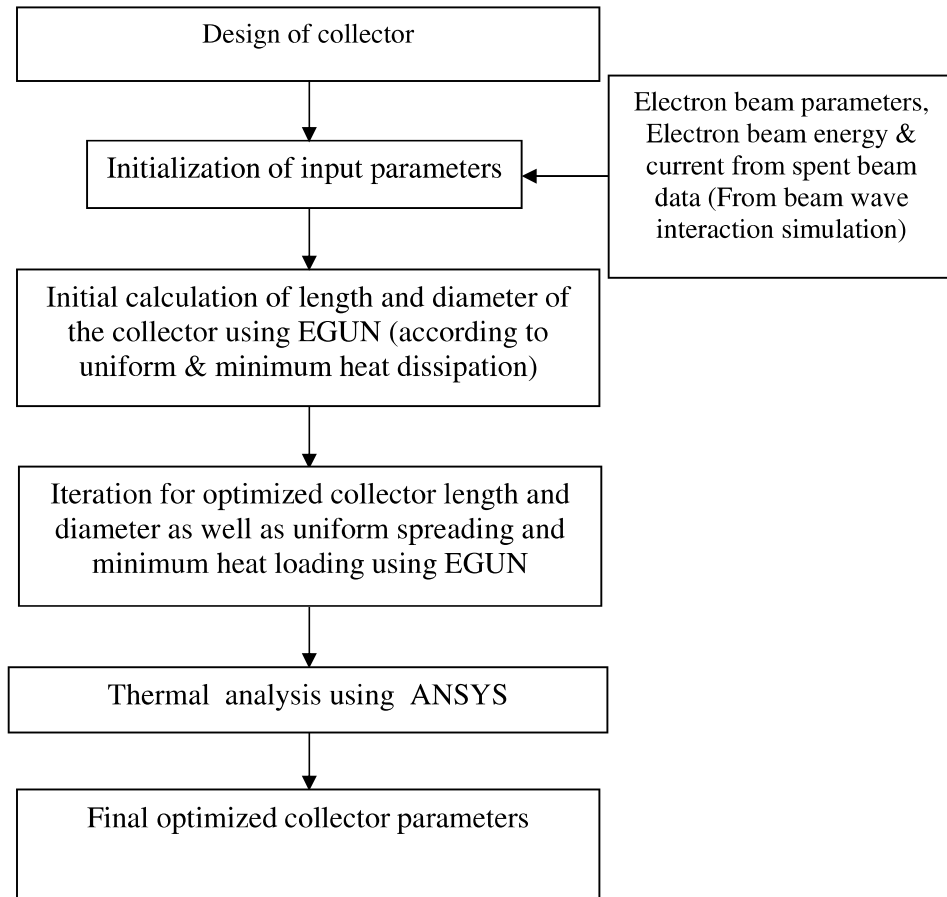 Design of collector
Electron beam parameters,
Electron beam energy &
current from spent beam
data (From beam wave
interaction simulation)
Initialization of input parameters
Initial calculation of length and diameter of
the collector using EGUN (according to
uniform & minimum heat dissipation)
Iteration for optimized collector length and
diameter as well as uniform spreading and
minimum heat loading using EGUN
Thermal analysis using ANSYS
Final optimized collector parameters